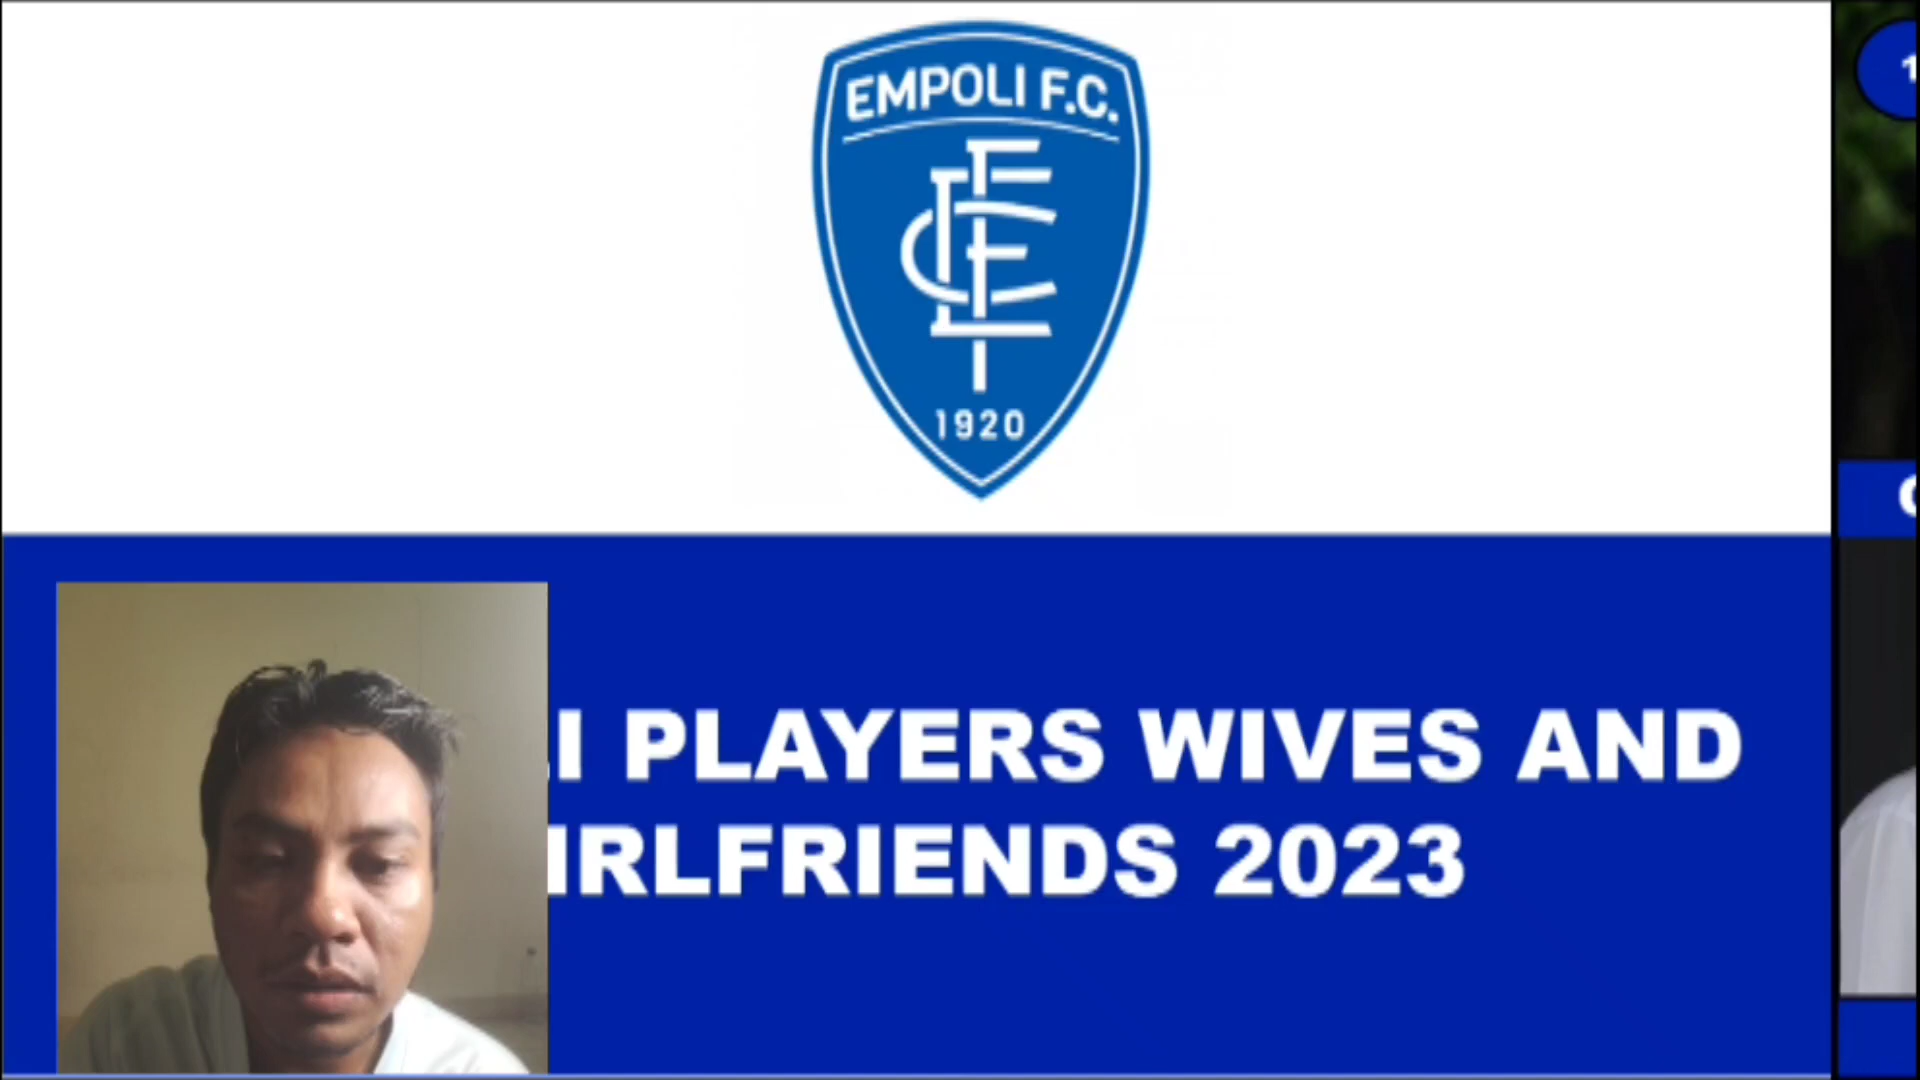 EMPOLI F.C.
1920
I PLAYERS WIVES AND
IRLFRIENDS 2023